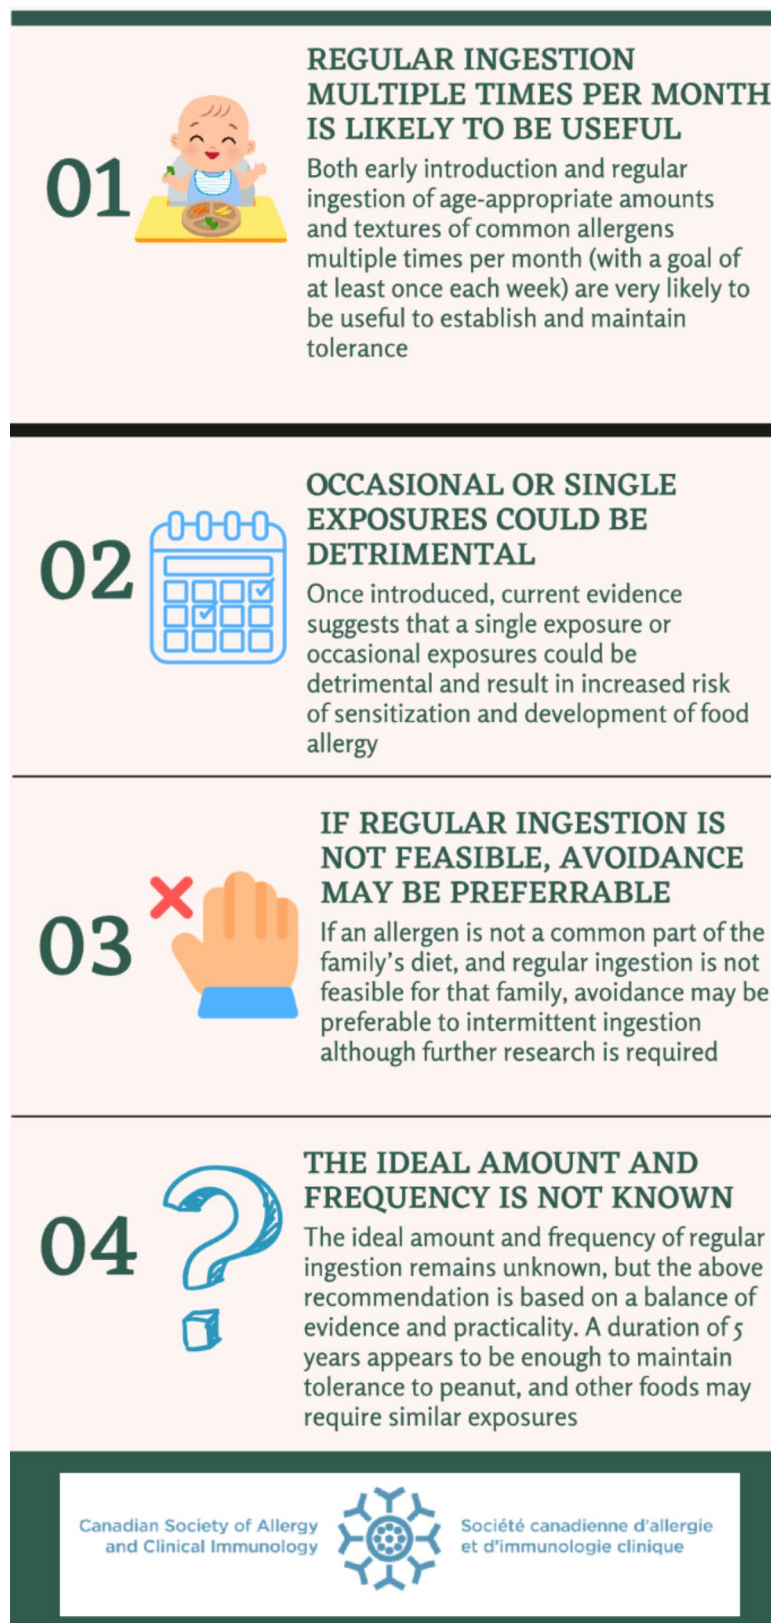 01
REGULAR INGESTION
MULTIPLE TIMES PER MONTH
IS LIKELY TO BE USEFUL
Both early introduction and regular
ingestion of age-appropriate amounts
and textures of common allergens
multiple times per month (with a goal of
at least once each week) are very likely to
be useful to establish and maintain
tolerance
02
OCCASIONAL OR SINGLE
EXPOSURES COULD BE
DETRIMENTAL
Once introduced, current evidence
suggests that a single exposure or
occasional exposures could be
detrimental and result in increased risk
of sensitization and development of food
allergy
03
IF REGULAR INGESTION IS
NOT FEASIBLE, AVOIDANCE
MAY BE PREFERRABLE
If an allergen is not a common part of the
family's diet, and regular ingestion is not
feasible for that family, avoidance may be
preferable to intermittent ingestion
although further research is required
04
THE IDEAL AMOUNT AND
FREQUENCY IS NOT KNOWN
The ideal amount and frequency of regular
ingestion remains unknown, but the above
recommendation is based on a balance of
evidence and practicality. A duration of 5
years appears to be enough to maintain
tolerance to peanut, and other foods may
require similar exposures
Canadian Society of Allergy
and Clinical Immunology
Société canadienne d'allergie
et d'immunologie clinique